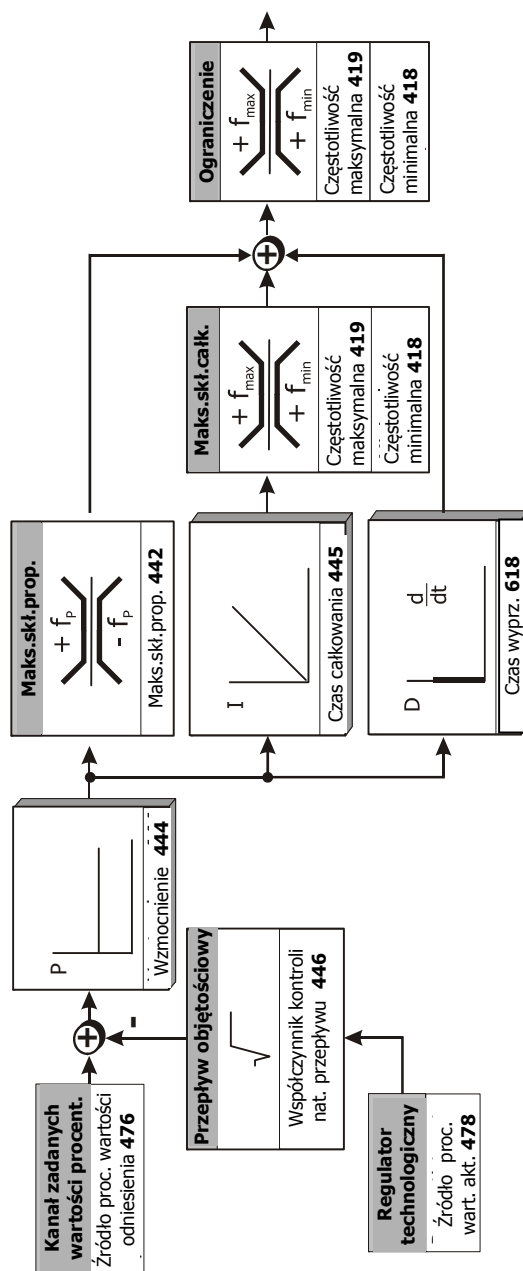 Kanał zadanych
wartości procent.
Źródło proc. wartości
odniesienia 476
+
-
P
Wzmocnienie 444
Przepływ objętościowy
Współczynnik kontroli
nat. przepływu 446
Regulator
technologiczny
Źródło proc.
wart. akt. 478
Maks.skł.prop.
+ fP
- fP
Maks.skł.prop. 442
I
Czas całkowania 445
D
d
dt
Czas wyprz. 618
Maks.skł.całk.
+ fmax
+ fmin
Częstotliwość
maksymalna 419
Częstotliwość
minimalna 418
+
Ograniczenie
+ fmax
+ fmin
Częstotliwość
maksymalna 419
Częstotliwość
minimalna 418